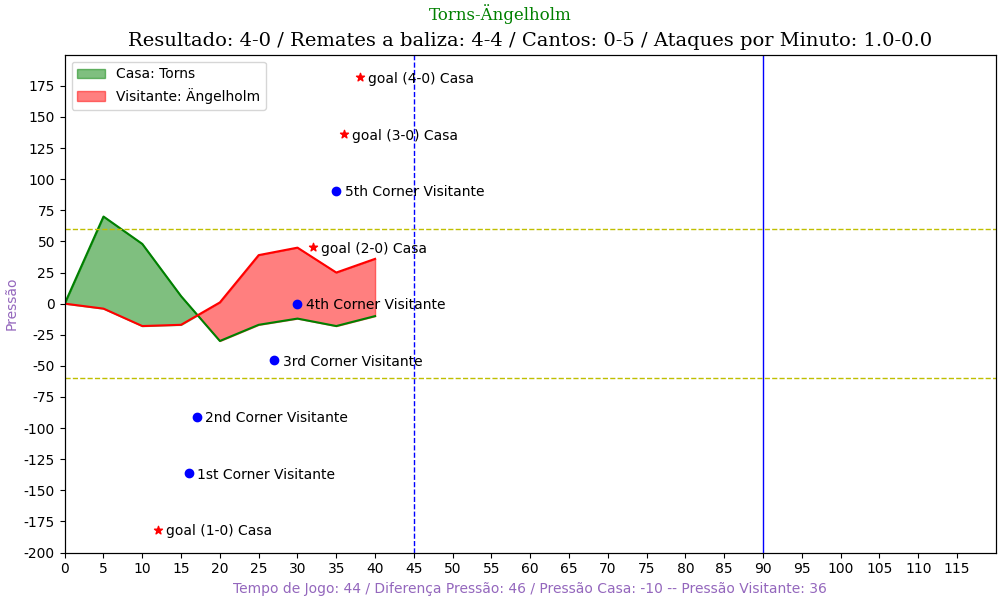 Torns-Ängelholm
Resultado: 4-0 / Remates a baliza: 4-4 / Cantos: 0-5 / Ataques por Minuto: 1.0-0.0
Casa: Torns
Visitante: Ängelholm
goal (4-0) Casa
goal (3-0) Casa
5th Corner Visitante
goal (2-0) Casa
4th Corner Visitante
3rd Corner Visitante
2nd Corner Visitante
1st Corner Visitante
goal (1-0) Casa
Pressão
175
150
125
100
75
50
25
0
-25
-50
-75
-100
-125
-150
-175
-200
0 5 10 15 20 25 30 35 40 45 50 55 60 65 70 75 80 85 90 95 100 105 110 115
Tempo de Jogo: 44 / Diferença Pressão: 46 / Pressão Casa: -10 -- Pressão Visitante: 36